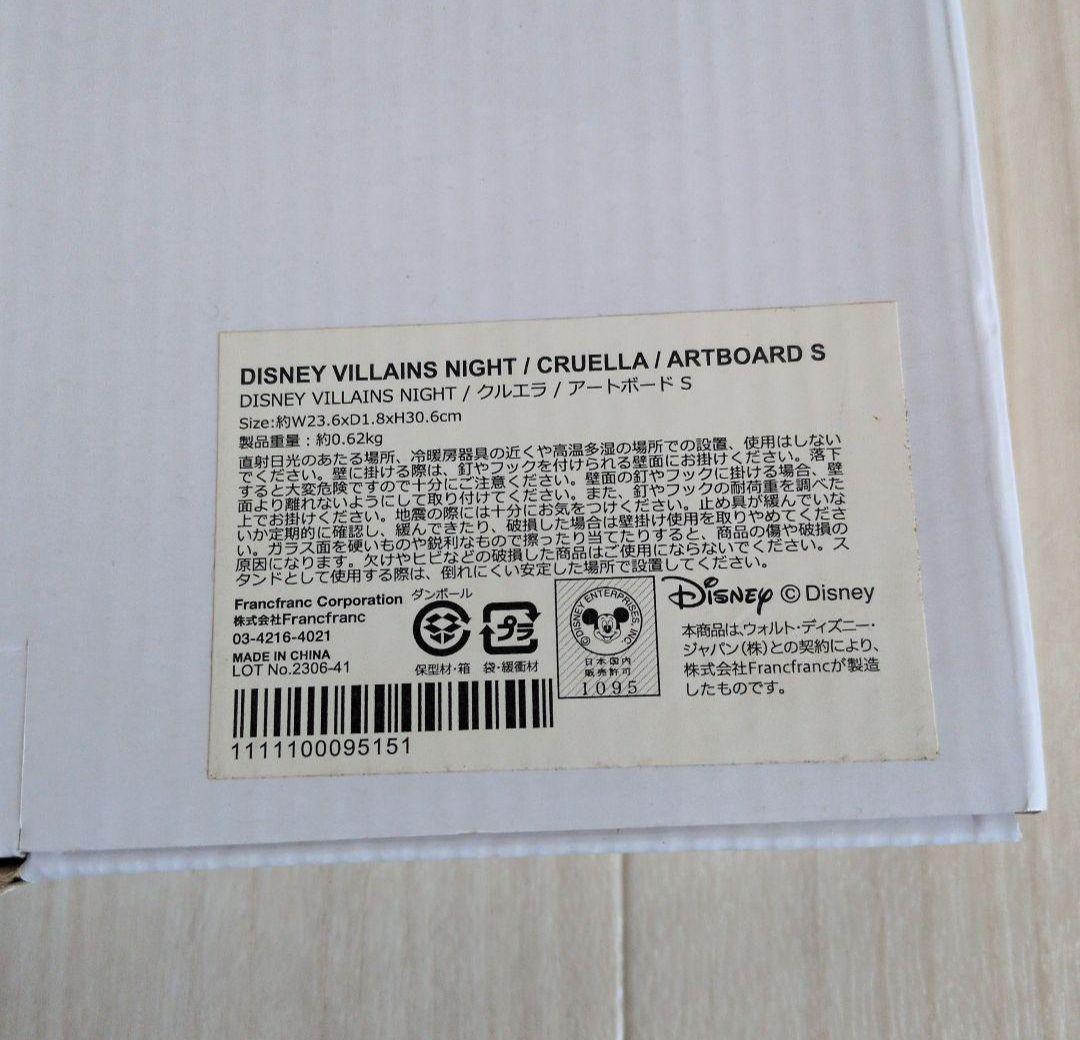 DISNEY VILLAINS NIGHT / CRUELLA / ARTBOARD S
DISNEY VILLAINS NIGHT / クルエラ / アートボード S
Size:約W23.6xD1.8xH30.6cm
製品重量：約0.62kg
直射日光のあたる場所、冷暖房器具の近くや高温多湿の場所での設置、使用はしない
でください。壁に掛ける際は、釘やフックを付けられる壁面にお掛けください。落下
すると大変危険ですので十分にご注意ください。壁面の釘やフックに掛ける場合、壁
面より離れないようにして取り付けてください。また、釘やフックの耐荷重を調べた
上でお掛けください。地震の際には十分にお気をつけください。止め具が緩んでいな
いか定期的に確認し、緩んできたり、破損した場合は壁掛け使用を取りやめてくださ
い。ガラス面を硬いものや鋭利なもので擦ったり当てたりすると、商品の傷や破損の
原因になります。欠けやヒビなどの破損した商品はご使用にならないでください。ス
タンドとして使用する際は、倒れにくい安定した場所で設置してください。
Francfranc Corporation
株式会社Francfranc
03-4216-4021
MADE IN CHINA
LOT No.2306-41
ダンボール
プラ
保型材・箱 袋・緩衝材
©DISNEY ENTERPRISES, INC.
日本国内
販売許可
1095
Disney © Disney
本商品は、ウォルト・ディズニー・
ジャパン(株)との契約により、
株式会社Francfrancが製造
したものです。
1111100095151